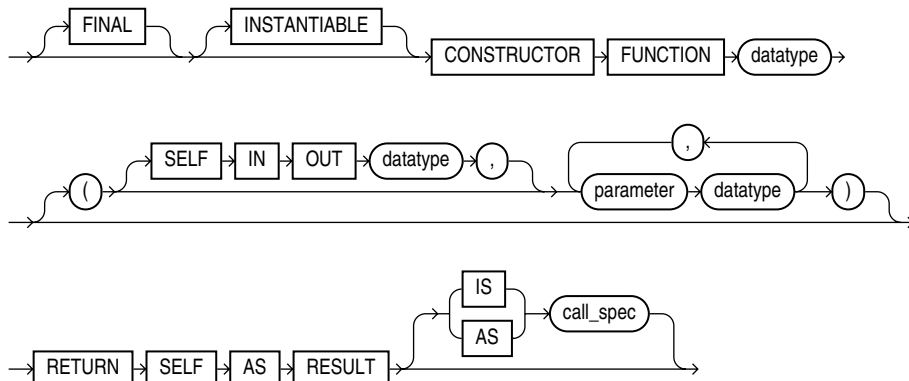 FINAL INSTANTIABLE
CONSTRUCTOR FUNCTION datatype
,
SELF IN OUT datatype ,
( parameter datatype )
IS
call_spec
AS
RETURN SELF AS RESULT